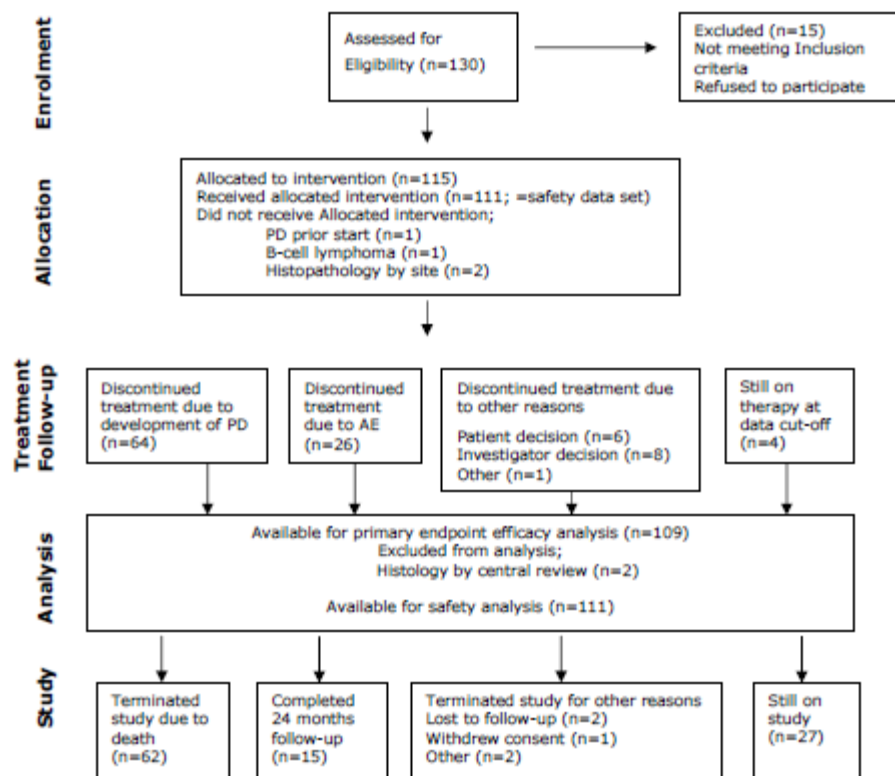 Enrolment
Assessed for
Eligibility (n=130)
Excluded (n=15)
Not meeting Inclusion
criteria
Refused to participate
Allocation
Allocated to intervention (n=115)
Received allocated intervention (n=111; =safety data set)
Did not receive Allocated intervention;
PD prior start (n=1)
B-cell lymphoma (n=1)
Histopathology by site (n=2)
Treatment
Follow-up
Discontinued
treatment due to
development of PD
(n=64)
Discontinued
treatment
due to AE
(n=26)
Discontinued treatment due
to other reasons
Patient decision (n=6)
Investigator decision (n=8)
Other (n=1)
Still on
therapy at
data cut-off
(n=4)
Analysis
Available for primary endpoint efficacy analysis (n=109)
Excluded from analysis;
Histology by central review (n=2)
Available for safety analysis (n=111)
Study
Terminated
study due to
death
(n=62)
Completed
24 months
follow-up
(n=15)
Terminated study for other reasons
Lost to follow-up (n=2)
Withdrew consent (n=1)
Other (n=2)
Still on
study
(n=27)